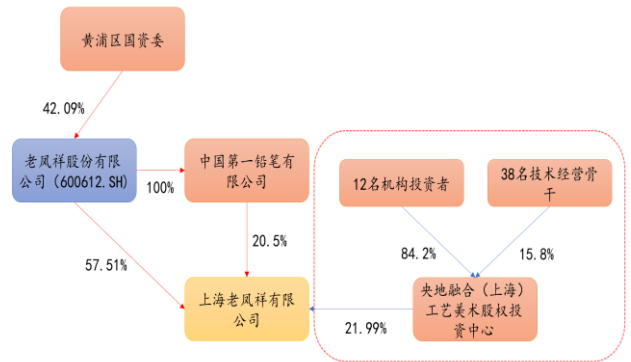 黄浦区国资委
42.09%
老凤祥股份有限
公司（600612.SH）
100%
中国第一铅笔有
限公司
12名机构投资者
38名技术经营骨
干
57.51%
20.5%
84.2%
15.8%
上海老凤祥有限
公司
21.99%
央地融合（上海）
工艺美术股权投
资中心